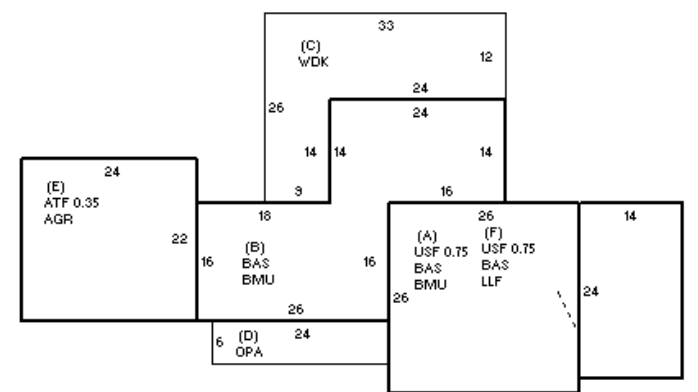 33
(C)
WDK
12
24
26
24
14
14
14
24
9
16
(E)
ATF 0.35
AGR
18
26
14
22
(B)
BAS
BMU
16
16
(A)
USF 0.75
BAS
BMU
(F)
USF 0.75
BAS
LLF
26
24
26
6
(D)
OPA
24